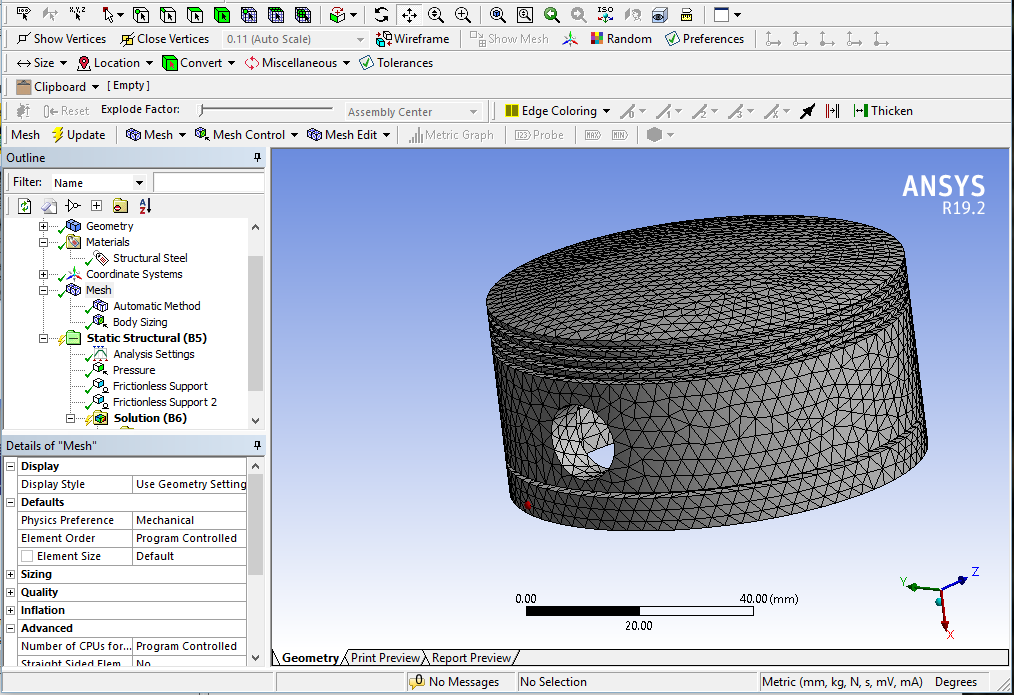 ISO
Show Vertices Close Vertices 0.11 (Auto Scale) Wireframe Show Mesh Random Preferences
Size Location Convert Miscellaneous Tolerances
Clipboard [ Empty ]
Reset Explode Factor: Assembly Center Edge Coloring Thicken
Mesh Update Mesh Mesh Control Mesh Edit Metric Graph Probe MAX MIN
Outline
Filter: Name
Geometry
Materials
Structural Steel
Coordinate Systems
Mesh
Automatic Method
Body Sizing
Static Structural (B5)
Analysis Settings
Pressure
Frictionless Support
Frictionless Support 2
Solution (B6)
Details of "Mesh"
Display
Display Style Use Geometry Setting
Defaults
Physics Preference Mechanical
Element Order Program Controlled
Element Size Default
Sizing
Quality
Inflation
Advanced
Number of CPUs for... Program Controlled
Straight Sided Elem No
ANSYS
R19.2
0.00 40.00 (mm)
20.00
Y Z
X
Geometry Print Preview Report Preview
0 No Messages No Selection Metric (mm, kg, N, s, mV, mA) Degrees